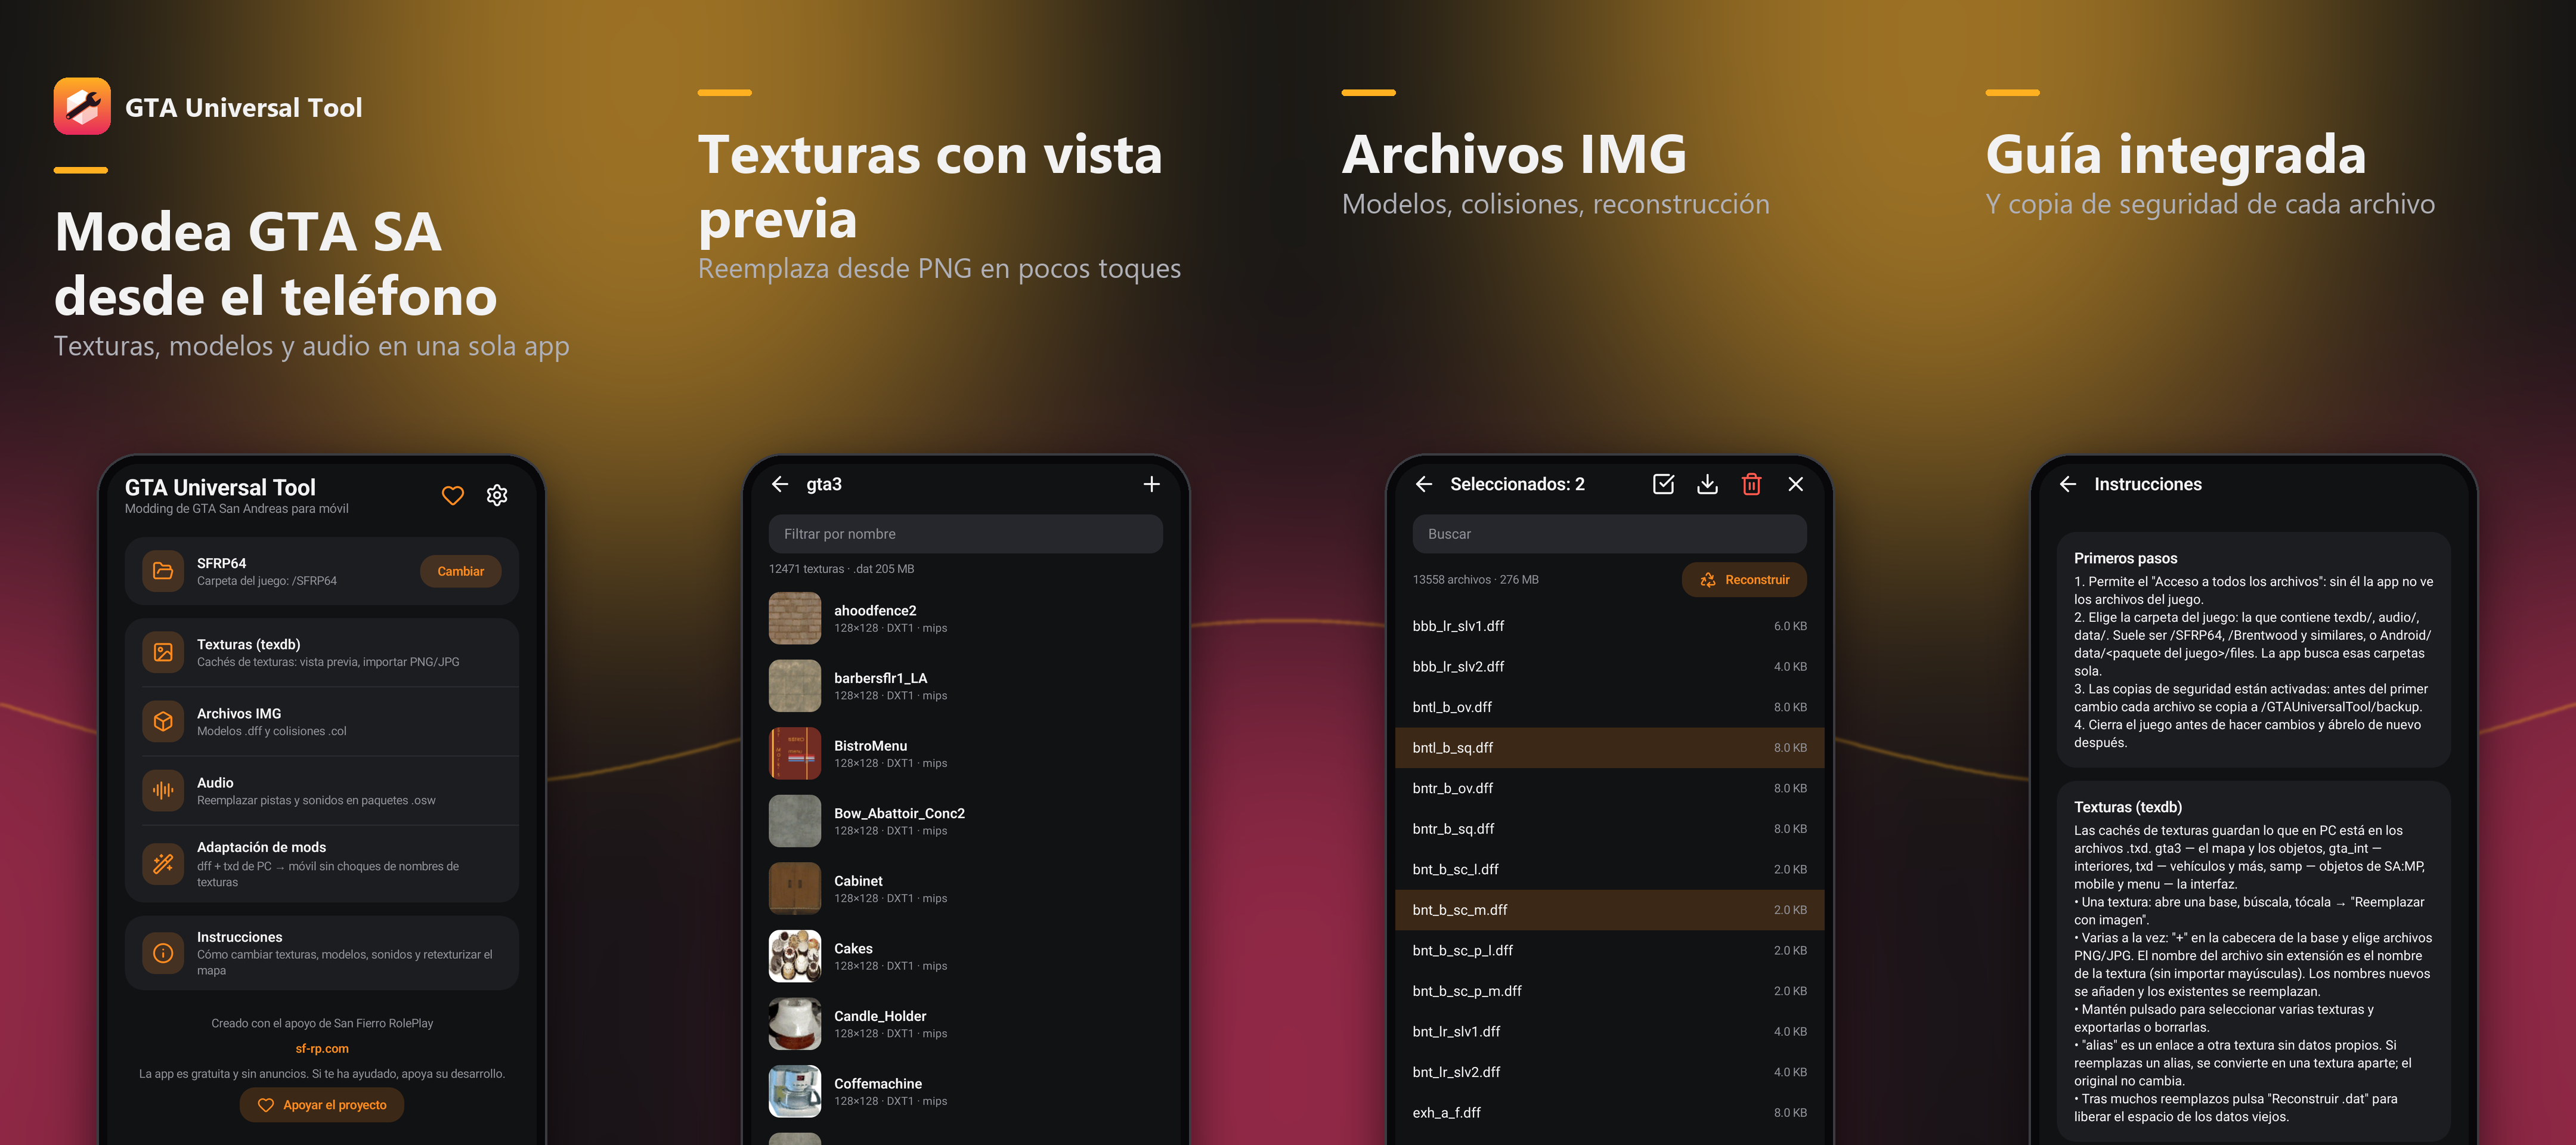 GTA Universal Tool
Modea GTA SA
desde el teléfono
Texturas, modelos y audio en una sola app
GTA Universal Tool
Modding de GTA San Andreas para móvil
SFRP64
Carpeta del juego: /SFRP64
Cambiar
Texturas (texdb)
Cachés de texturas: vista previa, importar PNG/JPG
Archivos IMG
Modelos .dff y colisiones .col
Audio
Reemplazar pistas y sonidos en paquetes .osw
Adaptación de mods
dff + txd de PC → móvil sin choques de nombres de
texturas
Instrucciones
Cómo cambiar texturas, modelos, sonidos y retexturizar el
mapa
Creado con el apoyo de San Fierro RolePlay
sf-rp.com
La app es gratuita y sin anuncios. Si te ha ayudado, apoya su desarrollo.
Apoyar el proyecto
Texturas con vista
previa
Reemplaza desde PNG en pocos toques
gta3
Filtrar por nombre
12471 texturas · .dat 205 MB
ahoodfence2
128×128 · DXT1 · mips
barbersflr1_LA
128×128 · DXT1 · mips
BistroMenu
128×128 · DXT1 · mips
Bow_Abattoir_Conc2
128×128 · DXT1 · mips
Cabinet
128×128 · DXT1 · mips
Cakes
128×128 · DXT1 · mips
Candle_Holder
128×128 · DXT1 · mips
Coffemachine
128×128 · DXT1 · mips
Archivos IMG
Modelos, colisiones, reconstrucción
Seleccionados: 2
Buscar
13558 archivos · 276 MB
Reconstruir
bbb_lr_slv1.dff 6.0 KB
bbb_lr_slv2.dff 4.0 KB
bntl_b_ov.dff 8.0 KB
bntl_b_sq.dff 8.0 KB
bntr_b_ov.dff 8.0 KB
bntr_b_sq.dff 8.0 KB
bnt_b_sc_l.dff 2.0 KB
bnt_b_sc_m.dff 2.0 KB
bnt_b_sc_p_l.dff 2.0 KB
bnt_b_sc_p_m.dff 2.0 KB
bnt_lr_slv1.dff 4.0 KB
bnt_lr_slv2.dff 4.0 KB
exh_a_f.dff 8.0 KB
Guía integrada
Y copia de seguridad de cada archivo
Instrucciones
Primeros pasos
1. Permite el "Acceso a todos los archivos": sin él la app no ve
los archivos del juego.
2. Elige la carpeta del juego: la que contiene texdb/, audio/,
data/. Suele ser /SFRP64, /Brentwood y similares, o Android/
data/<paquete del juego>/files. La app busca esas carpetas
sola.
3. Las copias de seguridad están activadas: antes del primer
cambio cada archivo se copia a /GTAUniversalTool/backup.
4. Cierra el juego antes de hacer cambios y ábrelo de nuevo
después.
Texturas (texdb)
Las cachés de texturas guardan lo que en PC está en los
archivos .txd. gta3 — el mapa y los objetos, gta_int —
interiores, txd — vehículos y más, samp — objetos de SA:MP,
mobile y menu — la interfaz.
• Una textura: abre una base, búscala, tócala → "Reemplazar
con imagen".
• Varias a la vez: "+" en la cabecera de la base y elige archivos
PNG/JPG. El nombre del archivo sin extensión es el nombre
de la textura (sin importar mayúsculas). Los nombres nuevos
se añaden y los existentes se reemplazan.
• Mantén pulsado para seleccionar varias texturas y
exportarlas o borrarlas.
• "alias" es un enlace a otra textura sin datos propios. Si
reemplazas un alias, se convierte en una textura aparte; el
original no cambia.
• Tras muchos reemplazos pulsa "Reconstruir .dat" para
liberar el espacio de los datos viejos.